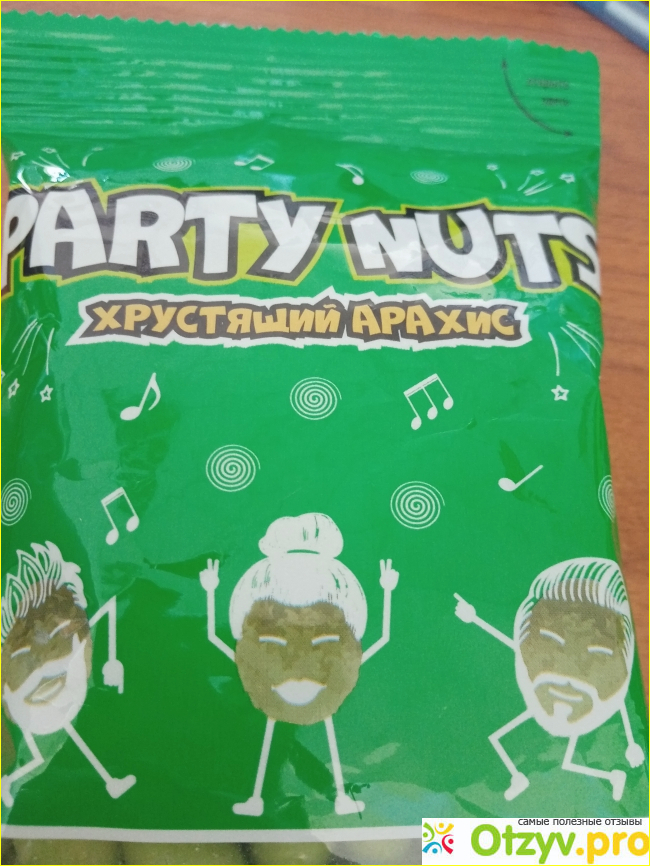 PARTY NUTS
ХРУСТЯЩИЙ АРАХИС
самые полезные отзывы
Otzyv.pro